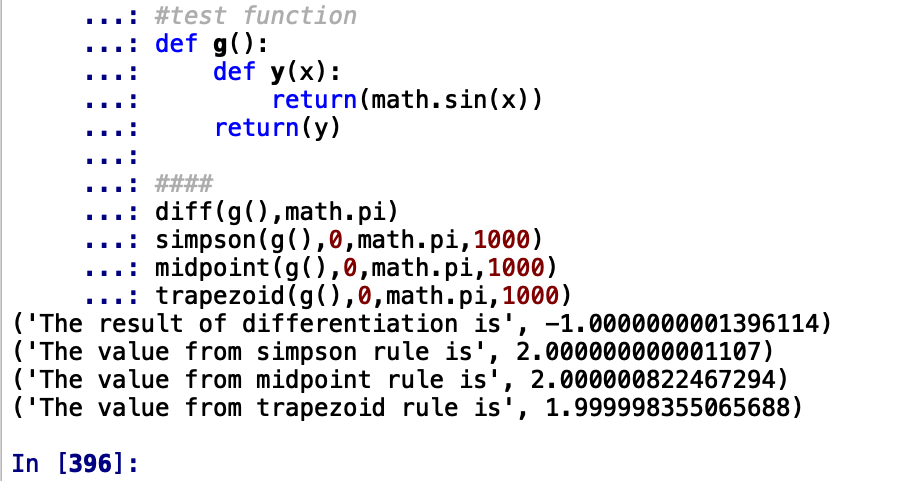 ...: #test function
...: def g():
...:     def y(x):
...:         return(math.sin(x))
...:     return(y)
...:
...: ####
...: diff(g(),math.pi)
...: simpson(g(),0,math.pi,1000)
...: midpoint(g(),0,math.pi,1000)
...: trapezoid(g(),0,math.pi,1000)
('The result of differentiation is', -1.0000000001396114)
('The value from simpson rule is', 2.000000000001107)
('The value from midpoint rule is', 2.000000822467294)
('The value from trapezoid rule is', 1.999998355065688)
In [396]: